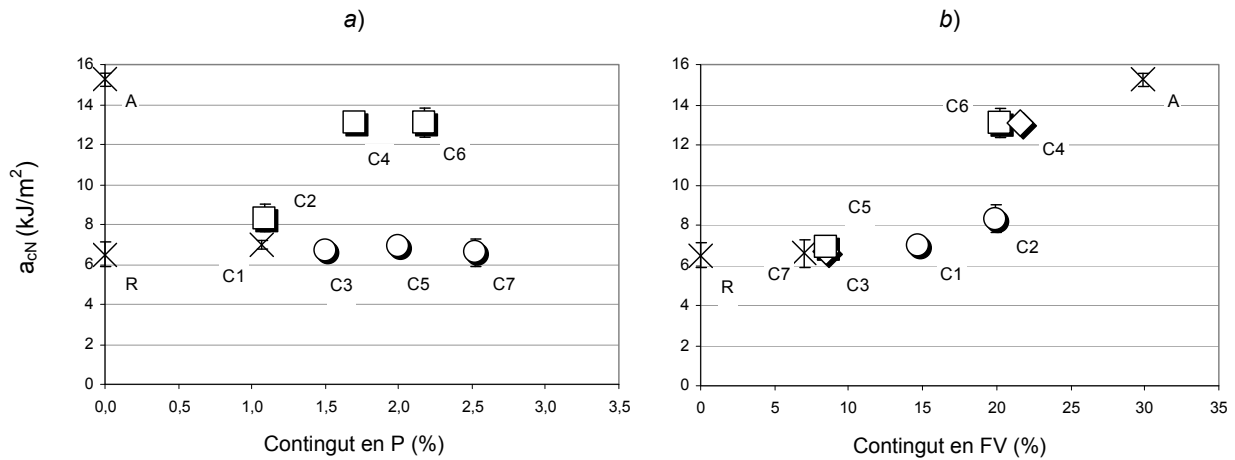 a)
16
14
12
10
8
6
4
2
0
a_cN (kJ/m²)
A
C4
C6
C2
R
C1
C3
C5
C7
0,0 0,5 1,0 1,5 2,0 2,5 3,0 3,5
Contingut en P (%)
b)
16
14
12
10
8
6
4
2
0
C6
A
C4
C5
C2
R
C7
C3
C1
0 5 10 15 20 25 30 35
Contingut en FV (%)